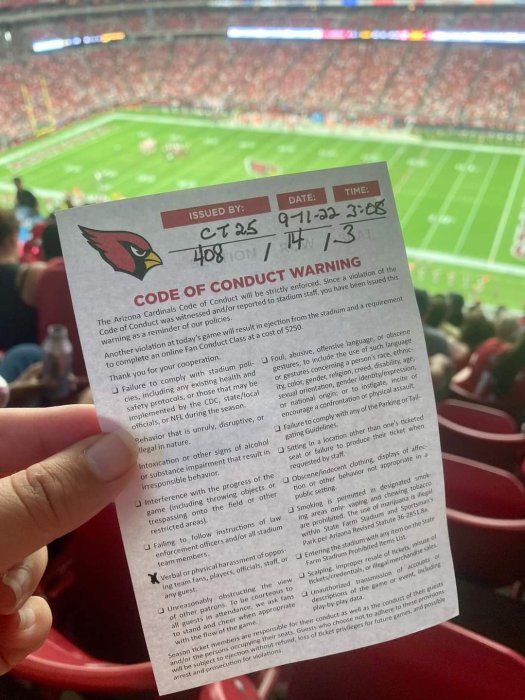 ISSUED BY: DATE: TIME:
CT 25 9-11-22 3:08
408 / 14 / 3
CODE OF CONDUCT WARNING
The Arizona Cardinals Code of Conduct will be strictly enforced. Since a violation of the
Code of Conduct was witnessed and/or reported to stadium staff, you have been issued this
warning as a reminder of our policies.
Another violation at today's game will result in ejection from the stadium and a requirement
to complete an online Fan Conduct Class at a cost of $250.
Thank you for your cooperation.
Failure to comply with stadium poli-
cies, including any existing health and
safety protocols, or those that may be
implemented by the CDC, state/local
officials, or NFL during the season.
Behavior that is unruly, disruptive, or
illegal in nature.
Intoxication or other signs of alcohol
or substance impairment that result in
irresponsible behavior.
Interference with the progress of the
game (including throwing objects or
trespassing onto the field or other
restricted areas).
Failing to follow instructions of law
enforcement officers and/or all stadium
team members.
Verbal or physical harassment of oppos-
ing team fans, players, officials, staff, or
any guest.
Unreasonably obstructing the view
of other patrons. To be courteous to
all guests in attendance, we ask fans
to stand and cheer when appropriate
with the flow of the game.
Foul, abusive, offensive language, or obscene
gestures, to include the use of such language
or gestures concerning a person's race, ethnic-
ity, color, gender, religion, creed, disability, age,
sexual orientation, gender identity/expression,
or national origin; or to instigate, incite or
encourage a confrontation or physical assault.
Failure to comply with any of the Parking or Tail-
gating Guidelines.
Sitting in a location other than one's ticketed
seat or failure to produce their ticket when
requested by staff.
Obscene/indecent clothing, displays of affec-
tion or other behavior not appropriate in a
public setting.
Smoking is permitted in designated smok-
ing areas only; vaping and chewing tobacco
are prohibited. The use of marijuana is illegal
within State Farm Stadium and Sportsman's
Park per Arizona Revised Statute 36-2851.8a.
Entering the stadium with any item on the State
Farm Stadium Prohibited Items List.
Scalping, improper resale of tickets, misuse of
tickets/credentials, or illegal merchandise sales.
Unauthorized transmission of accounts or
descriptions of the game or event, including
play-by-play data.
Season ticket members are responsible for their conduct as well as the conduct of their guests
and/or the persons occupying their seats. Guests who choose not to adhere to these provisions
will be subject to ejection without refund, loss of ticket privileges for future games, and possible
arrest and prosecution for violations.